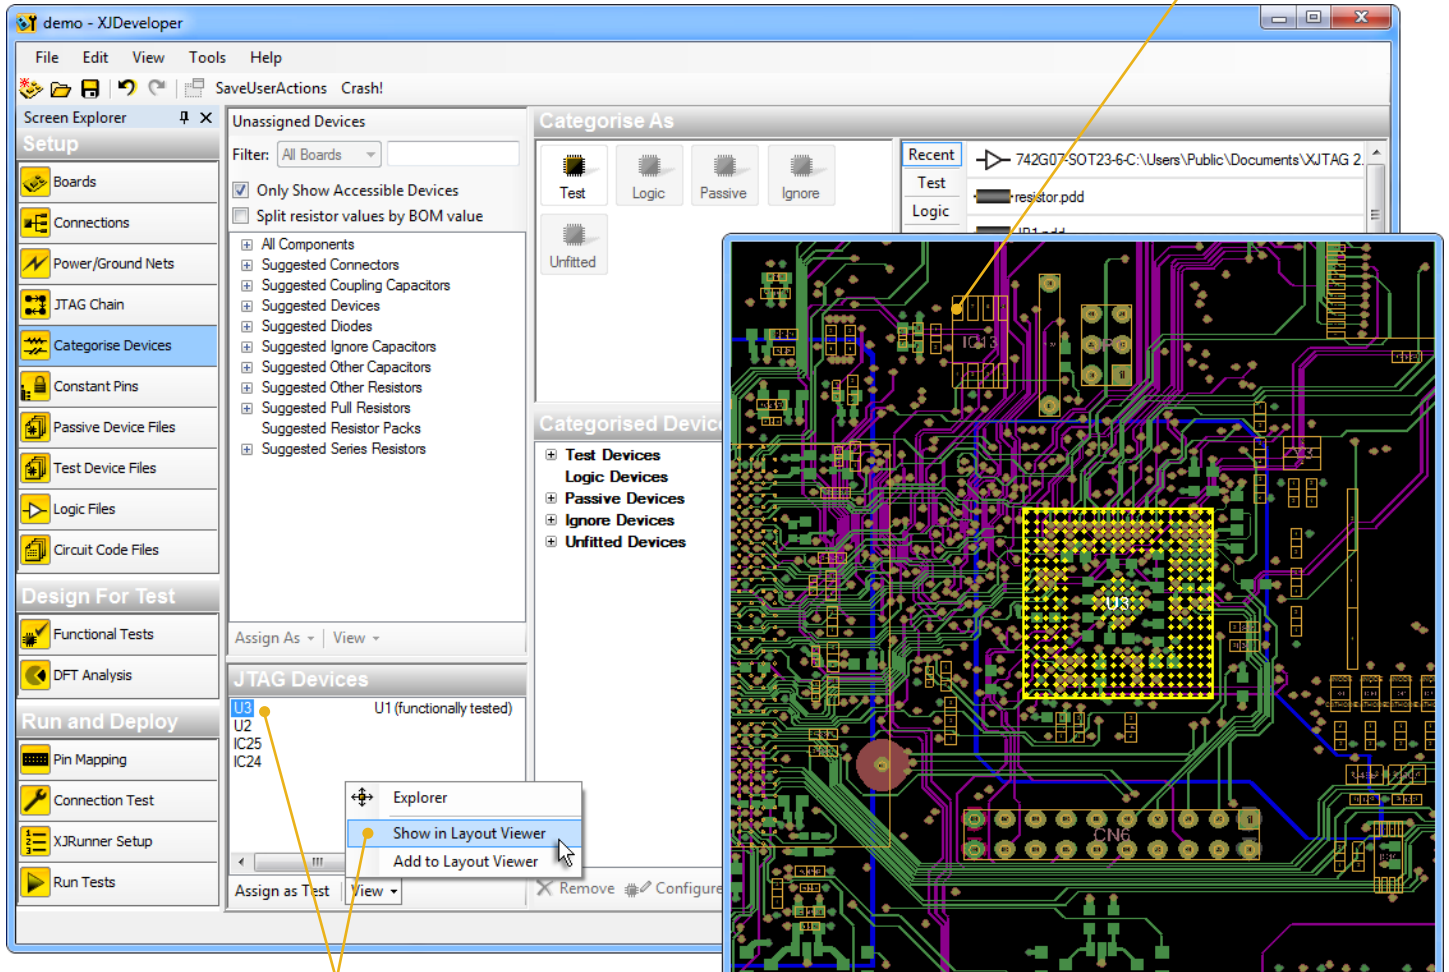 demo - XJDeveloper
File Edit View Tools Help
SaveUserActions Crash!
Screen Explorer
Setup
Boards
Connections
Power/Ground Nets
JTAG Chain
Categorise Devices
Constant Pins
Passive Device Files
Test Device Files
Logic Files
Circuit Code Files
Design For Test
Functional Tests
DFT Analysis
Run and Deploy
Pin Mapping
Connection Test
XJRunner Setup
Run Tests
Unassigned Devices
Filter: All Boards
Only Show Accessible Devices
Split resistor values by BOM value
All Components
Suggested Connectors
Suggested Coupling Capacitors
Suggested Devices
Suggested Diodes
Suggested Ignore Capacitors
Suggested Other Capacitors
Suggested Other Resistors
Suggested Pull Resistors
Suggested Resistor Packs
Suggested Series Resistors
Assign As View
JTAG Devices
U3 U1 (functionally tested)
U2
IC25
IC24
Explorer
Show in Layout Viewer
Add to Layout Viewer
Assign as Test View
Categorise As
Test Logic Passive Ignore
Unfitted
Recent
Test
Logic
742G07-SOT23-6-C:\Users\Public\Documents\XJTAG 2.
resistor.pdd
Categorised Devic
Test Devices
Logic Devices
Passive Devices
Ignore Devices
Unfitted Devices
Remove Configure
IC13
U3
CN6